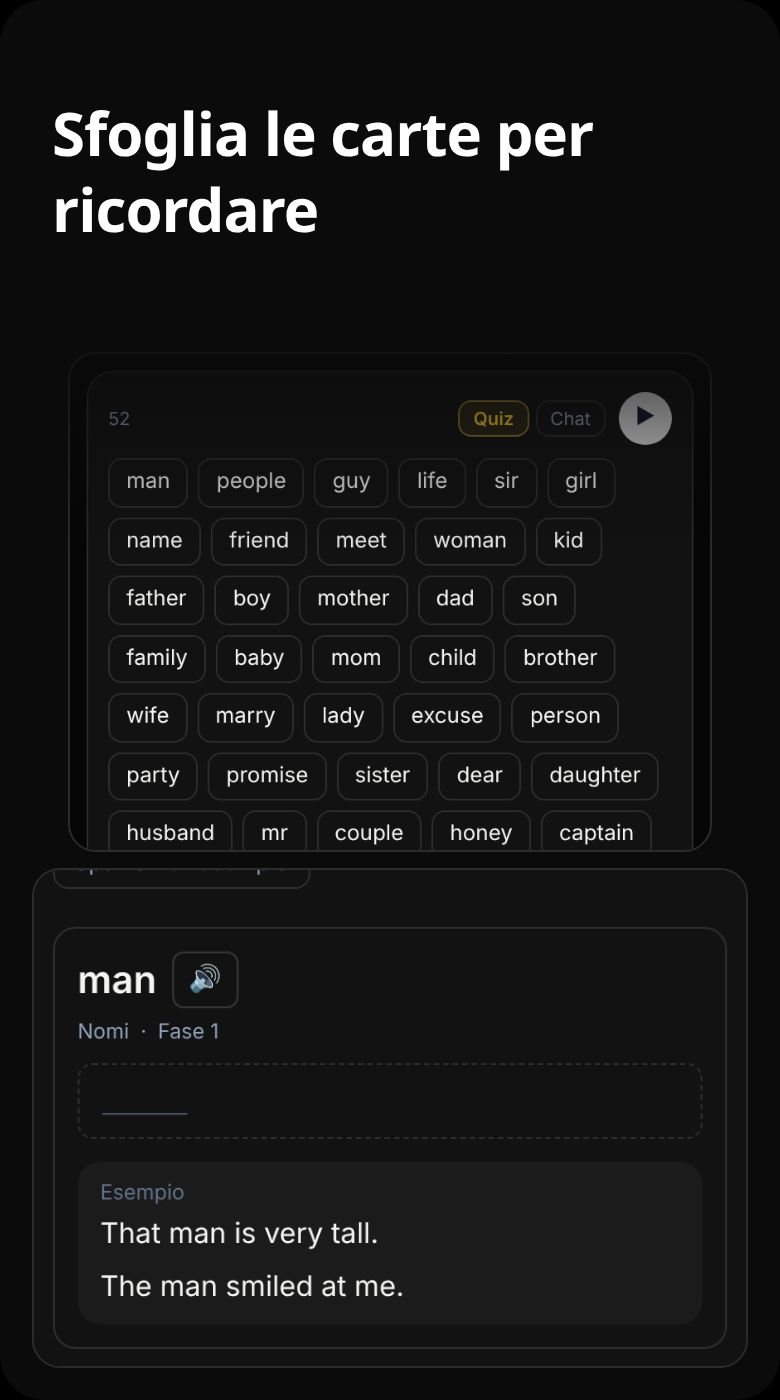 Sfoglia le carte per
ricordare
52 Quiz Chat
man people guy life sir girl
name friend meet woman kid
father boy mother dad son
family baby mom child brother
wife marry lady excuse person
party promise sister dear daughter
husband mr couple honey captain
man
Nomi · Fase 1
Esempio
That man is very tall.
The man smiled at me.